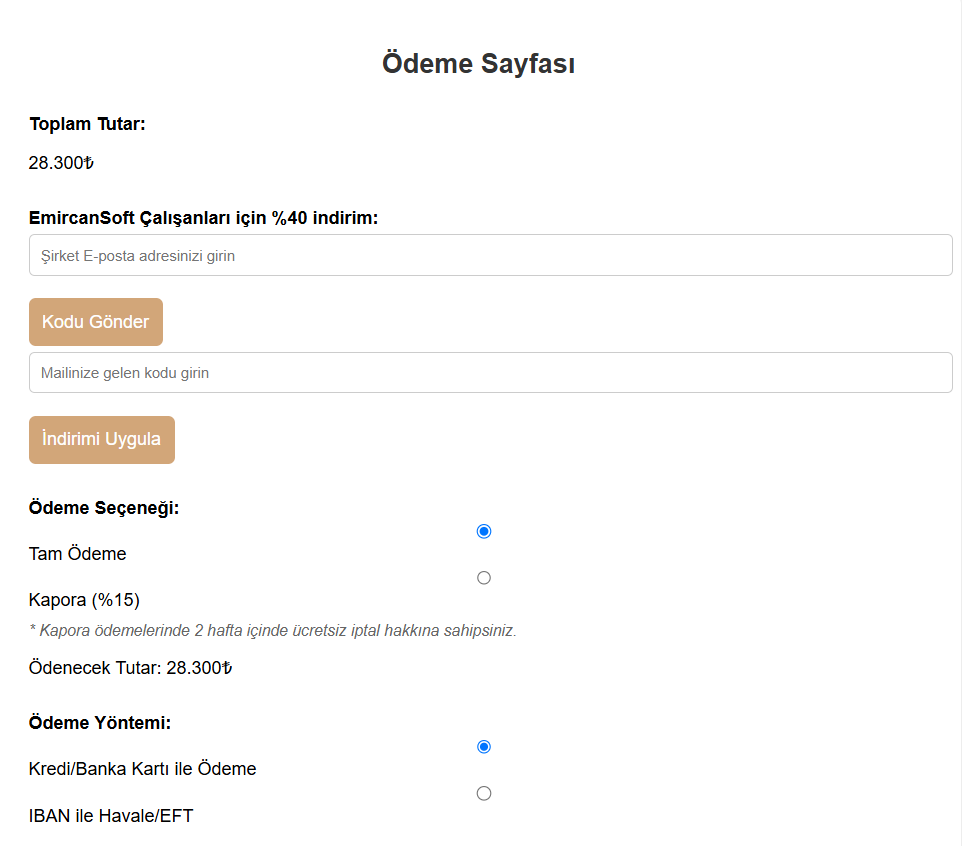 Ödeme Sayfası
Toplam Tutar:
28.300₺
EmircanSoft Çalışanları için %40 indirim:
Şirket E-posta adresinizi girin
Kodu Gönder
Mailinize gelen kodu girin
İndirimi Uygula
Ödeme Seçeneği:
Tam Ödeme
Kapora (%15)
* Kapora ödemelerinde 2 hafta içinde ücretsiz iptal hakkına sahipsiniz.
Ödenecek Tutar: 28.300₺
Ödeme Yöntemi:
Kredi/Banka Kartı ile Ödeme
IBAN ile Havale/EFT